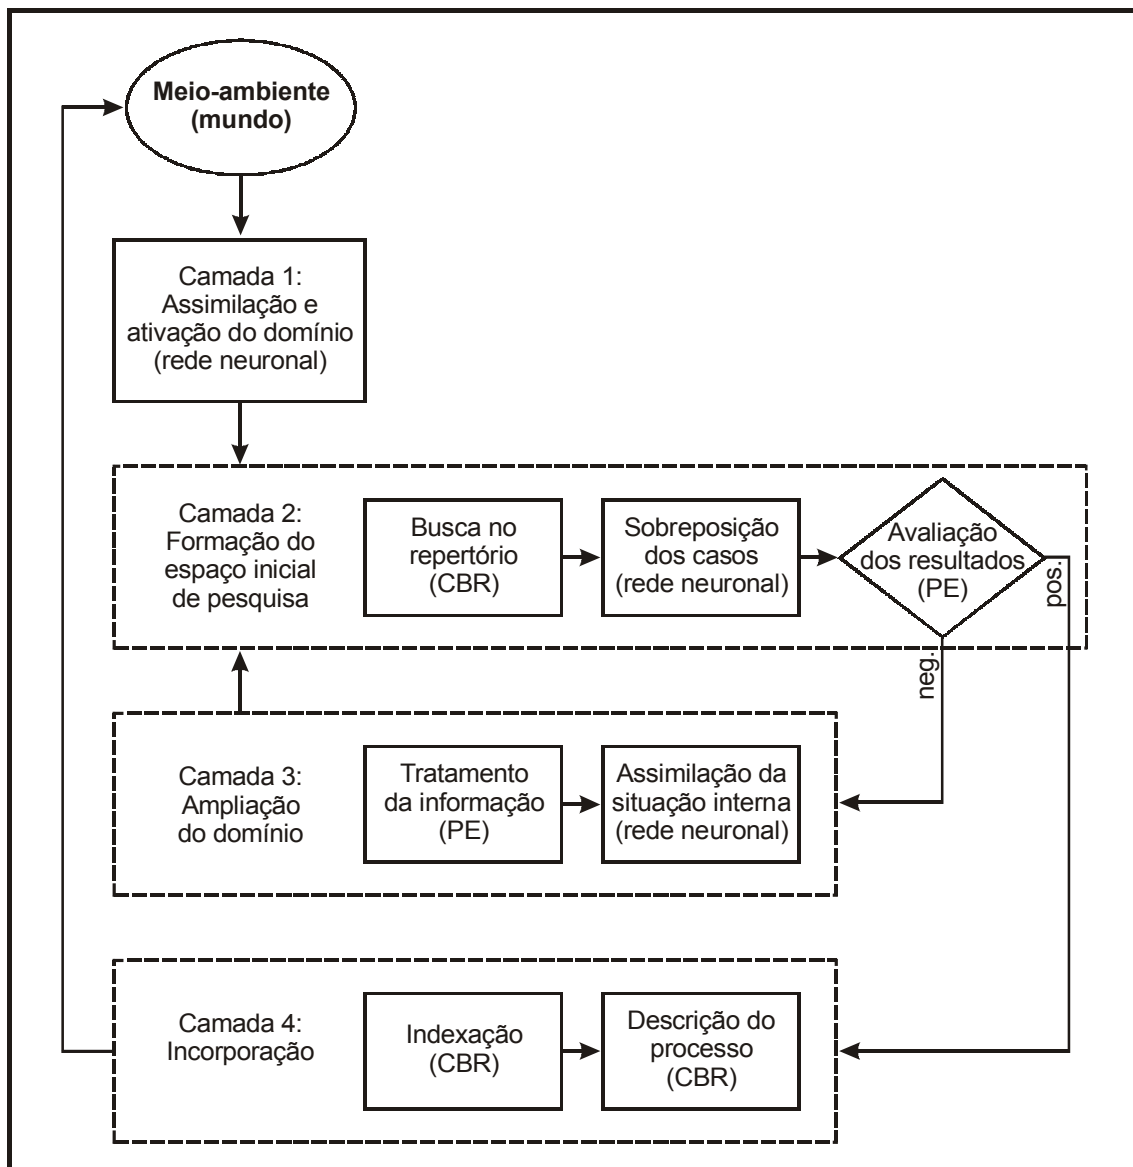 Meio-ambiente
(mundo)
Camada 1:
Assimilação e
ativação do domínio
(rede neuronal)
Camada 2:
Formação do
espaço inicial
de pesquisa
Busca no
repertório
(CBR)
Sobreposição
dos casos
(rede neuronal)
Avaliação
dos resultados
(PE)
pos.
neg.
Camada 3:
Ampliação
do domínio
Tratamento
da informação
(PE)
Assimilação da
situação interna
(rede neuronal)
Camada 4:
Incorporação
Indexação
(CBR)
Descrição do
processo
(CBR)